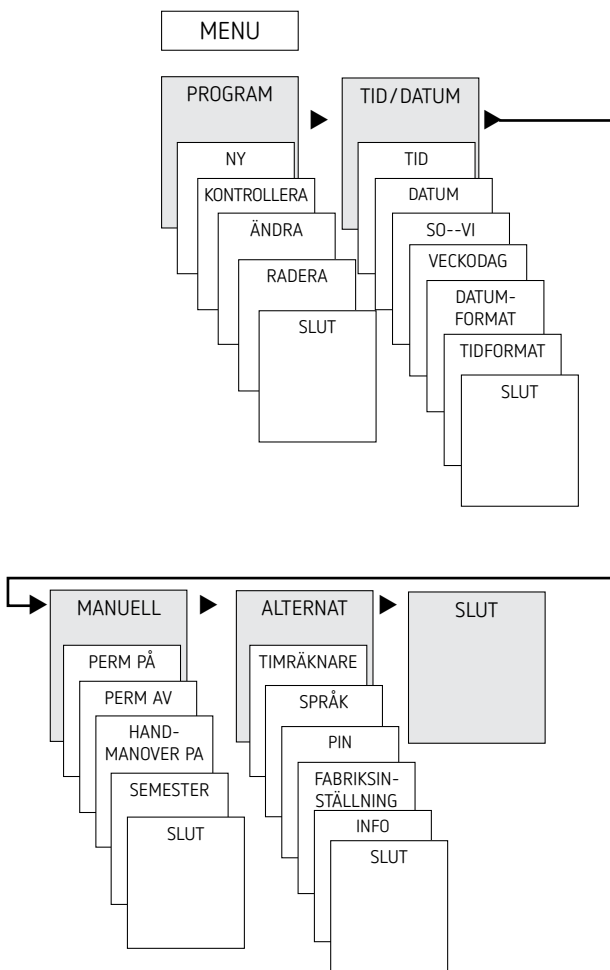 MENU
PROGRAM
NY
KONTROLLERA
ÄNDRA
RADERA
SLUT
TID/DATUM
TID
DATUM
SO--VI
VECKODAG
DATUM-
FORMAT
TIDFORMAT
SLUT
MANUELL
PERM PÅ
PERM AV
HAND-
MANOVER PA
SEMESTER
SLUT
ALTERNAT
TIMRÄKNARE
SPRÅK
PIN
FABRIKSIN-
STÄLLNING
INFO
SLUT
SLUT